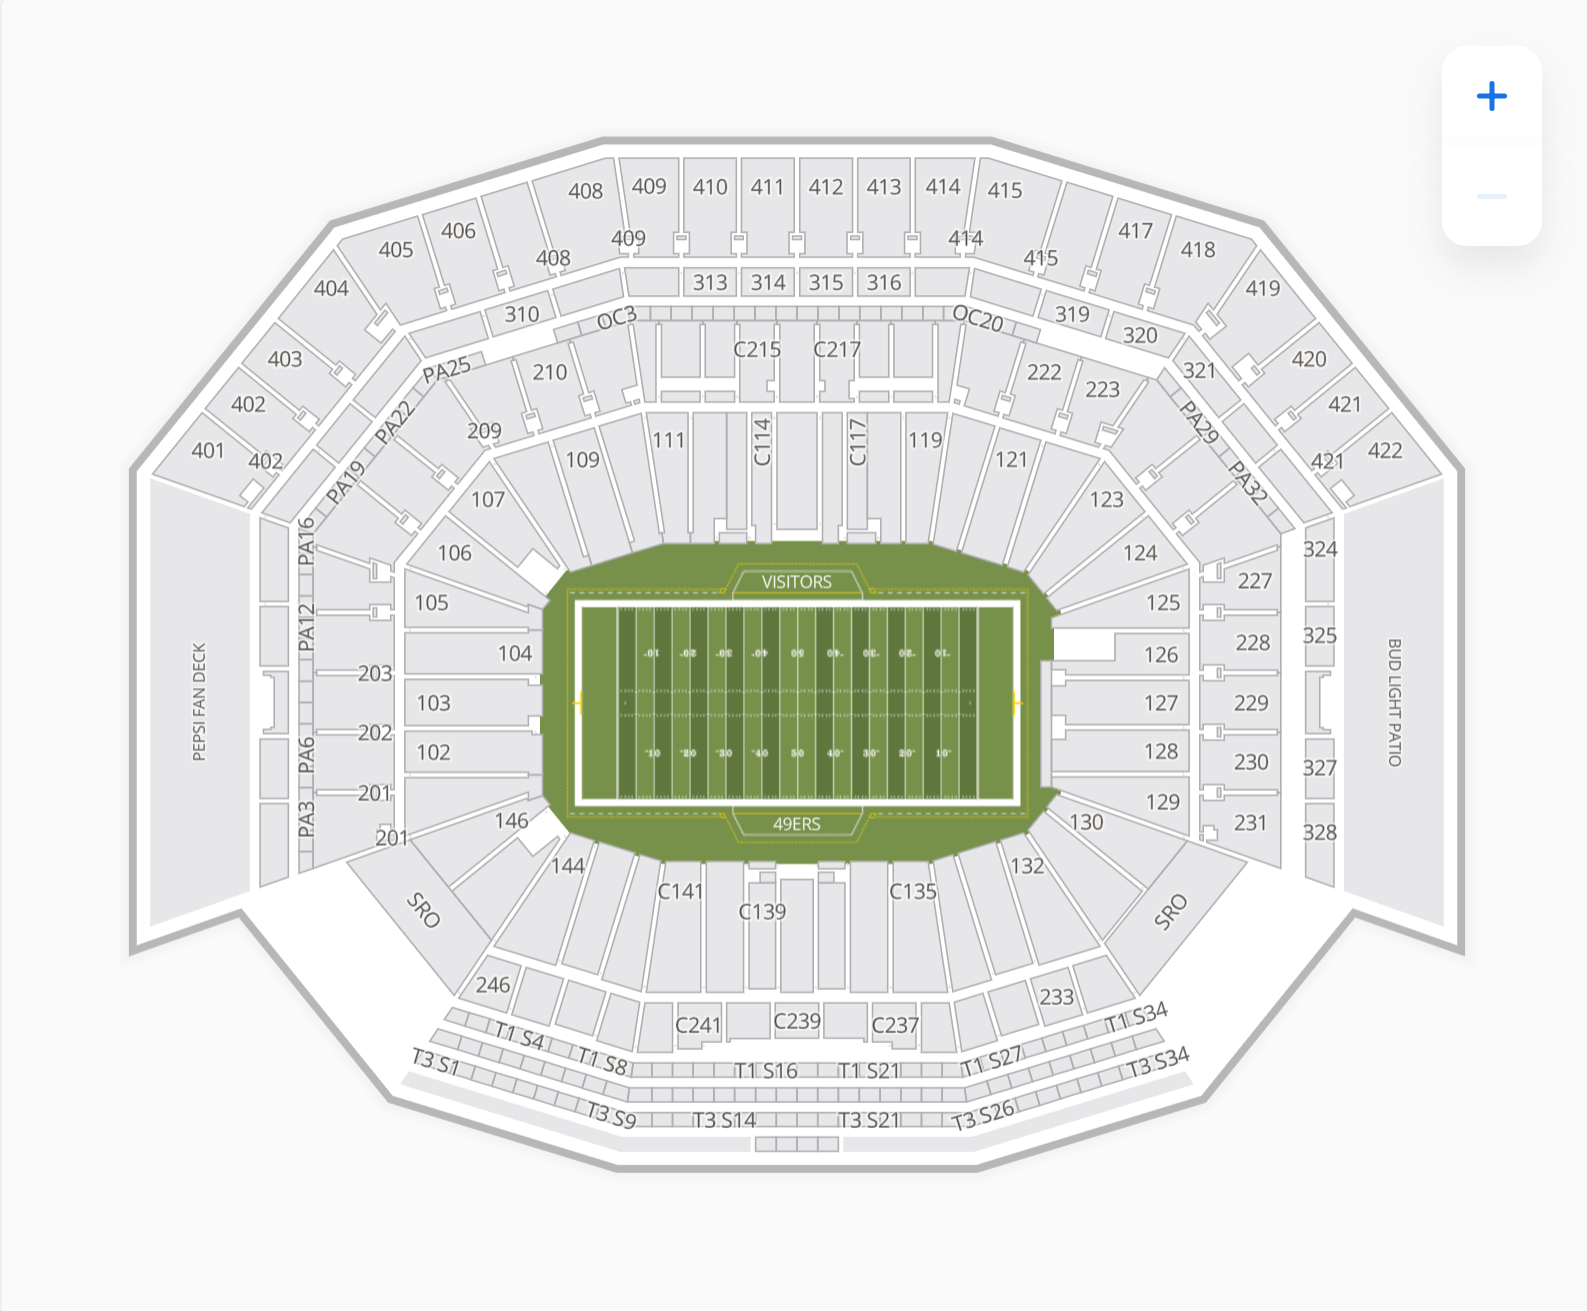 +
−
408 409 410 411 412 413 414 415
405 406 408 409 414 415 417 418
404 310 313 314 315 316 319 320 419
403 PA25 OC3 OC20 321 420
402 PA22 210 C215 C217 222 223 PA29 421
401 402 PA19 209 PA32 421 422
107 109 111 C114 C117 119 121 123
PA16 106 124 227 324
VISITORS
PA12 105 125 228 325
10 20 30 40 50 40 30 20 10
203 104 126
PEPSI FAN DECK
103 127 229
BUD LIGHT PATIO
202 PA6 102 128 230 327
10 20 30 40 50 40 30 20 10
201 PA3 129 231 328
201 146 130
49ERS
144 132
SRO C141 C139 C135 SRO
246 233
C241 C239 C237
T1 S4 T1 S8 T1 S16 T1 S21 T1 S27 T1 S34
T3 S1 T3 S9 T3 S14 T3 S21 T3 S26 T3 S34